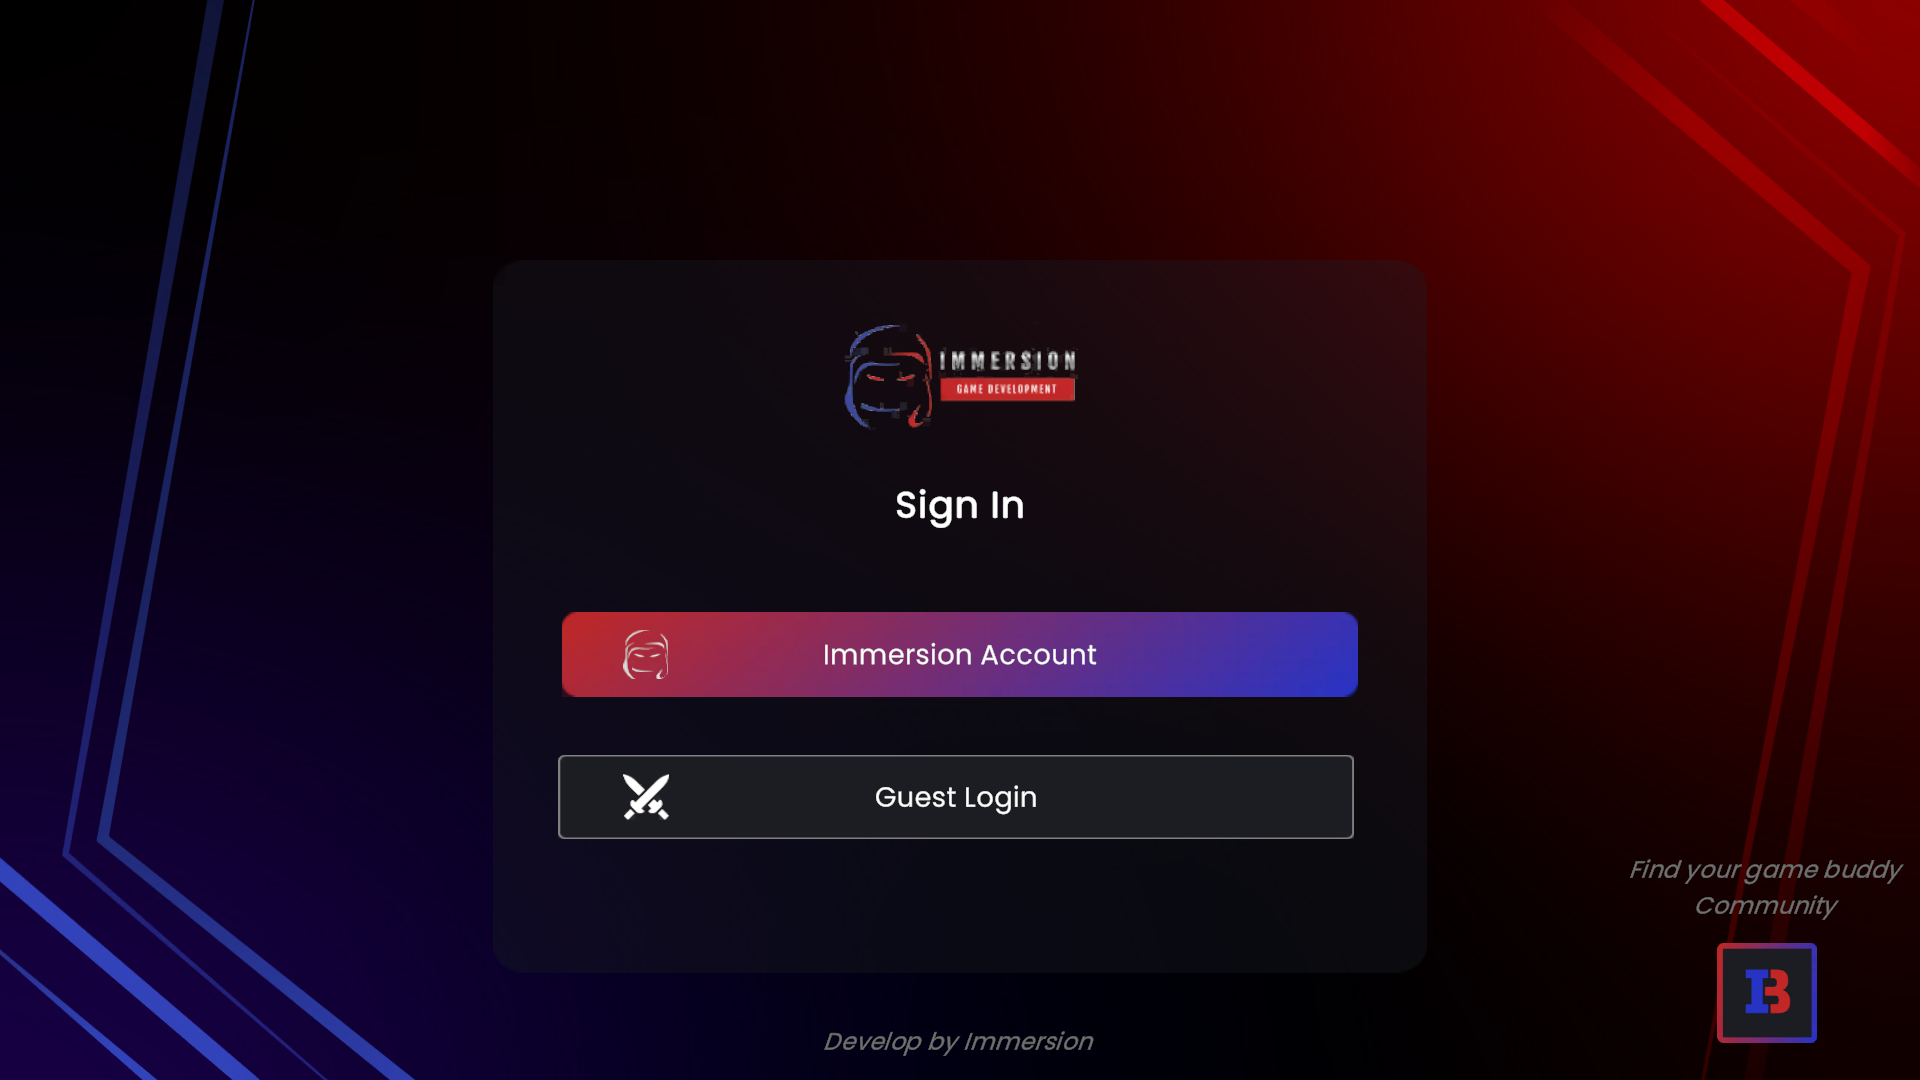 IMMERSION
GAME DEVELOPMENT
Sign In
Immersion Account
Guest Login
Find your game buddy
Community
IB
Develop by Immersion